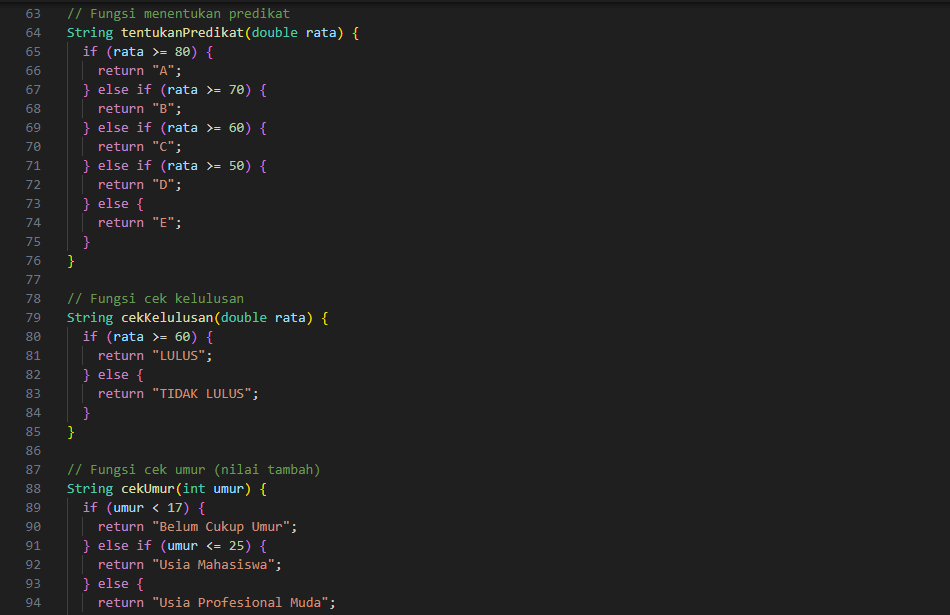 63 // Fungsi menentukan predikat
64 String tentukanPredikat(double rata) {
65   if (rata >= 80) {
66     return "A";
67   } else if (rata >= 70) {
68     return "B";
69   } else if (rata >= 60) {
70     return "C";
71   } else if (rata >= 50) {
72     return "D";
73   } else {
74     return "E";
75   }
76 }
77
78 // Fungsi cek kelulusan
79 String cekKelulusan(double rata) {
80   if (rata >= 60) {
81     return "LULUS";
82   } else {
83     return "TIDAK LULUS";
84   }
85 }
86
87 // Fungsi cek umur (nilai tambah)
88 String cekUmur(int umur) {
89   if (umur < 17) {
90     return "Belum Cukup Umur";
91   } else if (umur <= 25) {
92     return "Usia Mahasiswa";
93   } else {
94     return "Usia Profesional Muda";